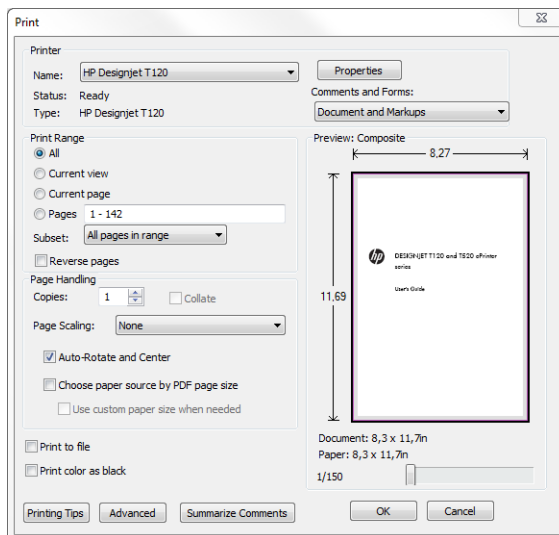 Print
Printer
Name: HP Designjet T120
Properties
Status: Ready
Comments and Forms:
Type: HP Designjet T120
Document and Markups
Print Range
All
Current view
Current page
Pages 1 - 142
Subset: All pages in range
Reverse pages
Page Handling
Copies: 1
Collate
Page Scaling: None
Auto-Rotate and Center
Choose paper source by PDF page size
Use custom paper size when needed
Print to file
Print color as black
Preview: Composite
8,27
11,69
hp
DESIGNJET T120 and T520 ePrinter
series
User's Guide
Document: 8,3 x 11,7in
Paper: 8,3 x 11,7in
1/150
Printing Tips
Advanced
Summarize Comments
OK
Cancel